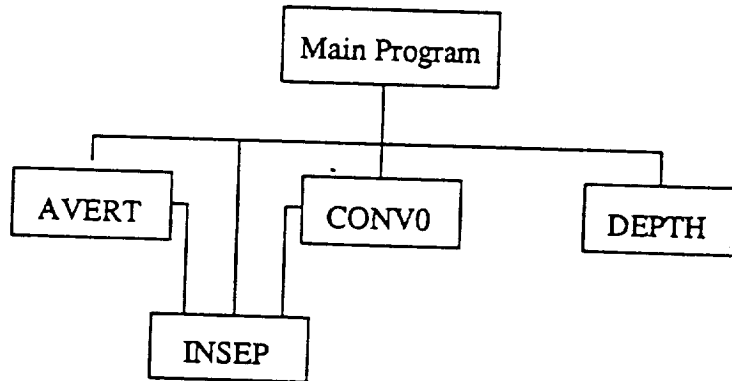 Main Program
AVERT
CONV0
DEPTH
INSEP